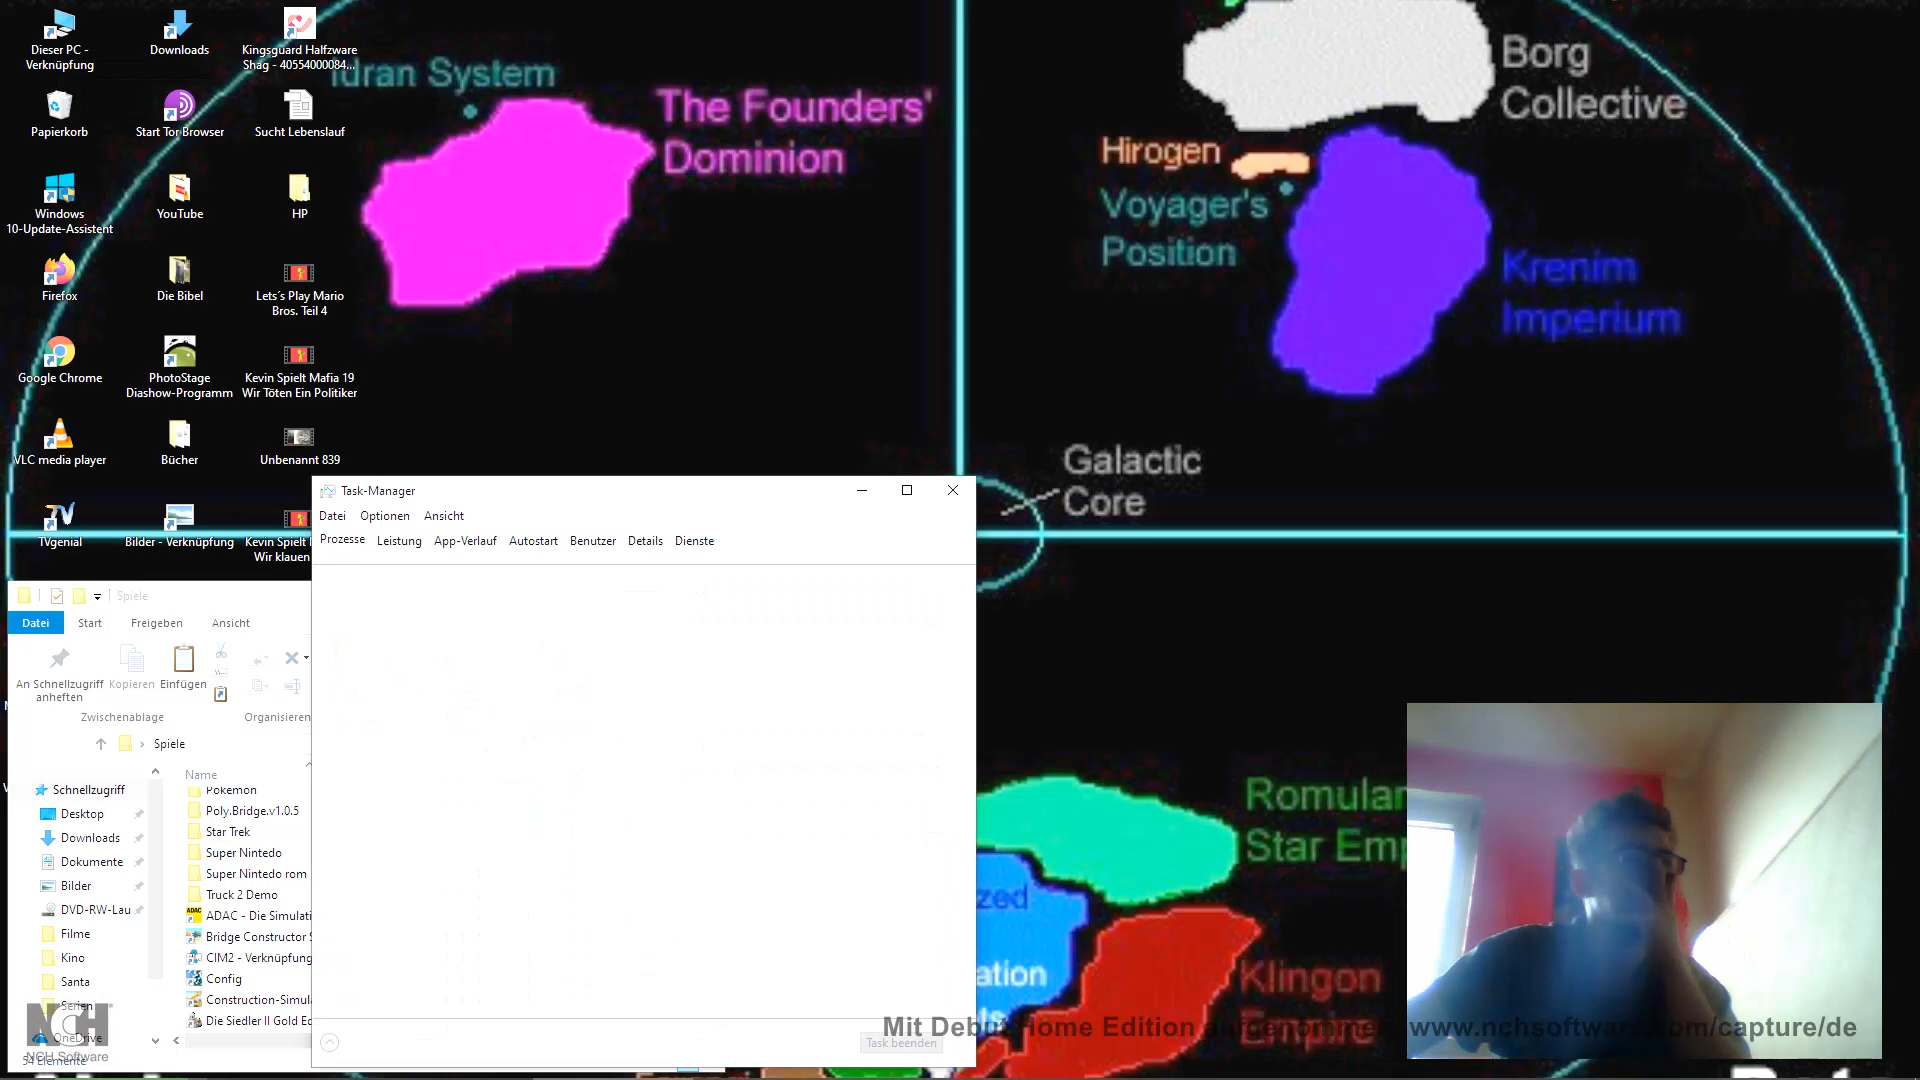 Dieser PC -
Verknüpfung
Downloads
Kingsguard Halfzware
Shag - 40554000084...
Papierkorb
Start Tor Browser
Sucht Lebenslauf
Windows
10-Update-Assistent
YouTube
HP
Firefox
Die Bibel
Lets´s Play Mario
Bros. Teil 4
Google Chrome
PhotoStage
Diashow-Programm
Kevin Spielt Mafia 19
Wir Töten Ein Politiker
VLC media player
Bücher
Unbenannt 839
TVgenial
Bilder - Verknüpfung
Kevin Spielt
Wir klauen
Idran System
The Founders'
Dominion
Borg
Collective
Hirogen
Voyager's
Position
Krenim
Imperium
Galactic
Core
Romulan
Star Emp
Klingon
Empire
ation
Task-Manager
Datei Optionen Ansicht
Prozesse Leistung App-Verlauf Autostart Benutzer Details Dienste
Task beenden
Spiele
Datei Start Freigeben Ansicht
An Schnellzugriff
anheften
Kopieren
Einfügen
Zwischenablage
Organisieren
Spiele
Name
Schnellzugriff
Desktop
Downloads
Dokumente
Bilder
DVD-RW-Lau
Filme
Kino
Santa
Serien
OneDrive
54 Elemente
Pokemon
Poly.Bridge.v1.0.5
Star Trek
Super Nintedo
Super Nintedo rom
Truck 2 Demo
ADAC - Die Simulati
Bridge Constructor S
CIM2 - Verknüpfung
Config
Construction-Simula
Die Siedler II Gold Ed
NCH
NCH Software
Mit Debut Home Edition aufgenommen. www.nchsoftware.com/capture/de